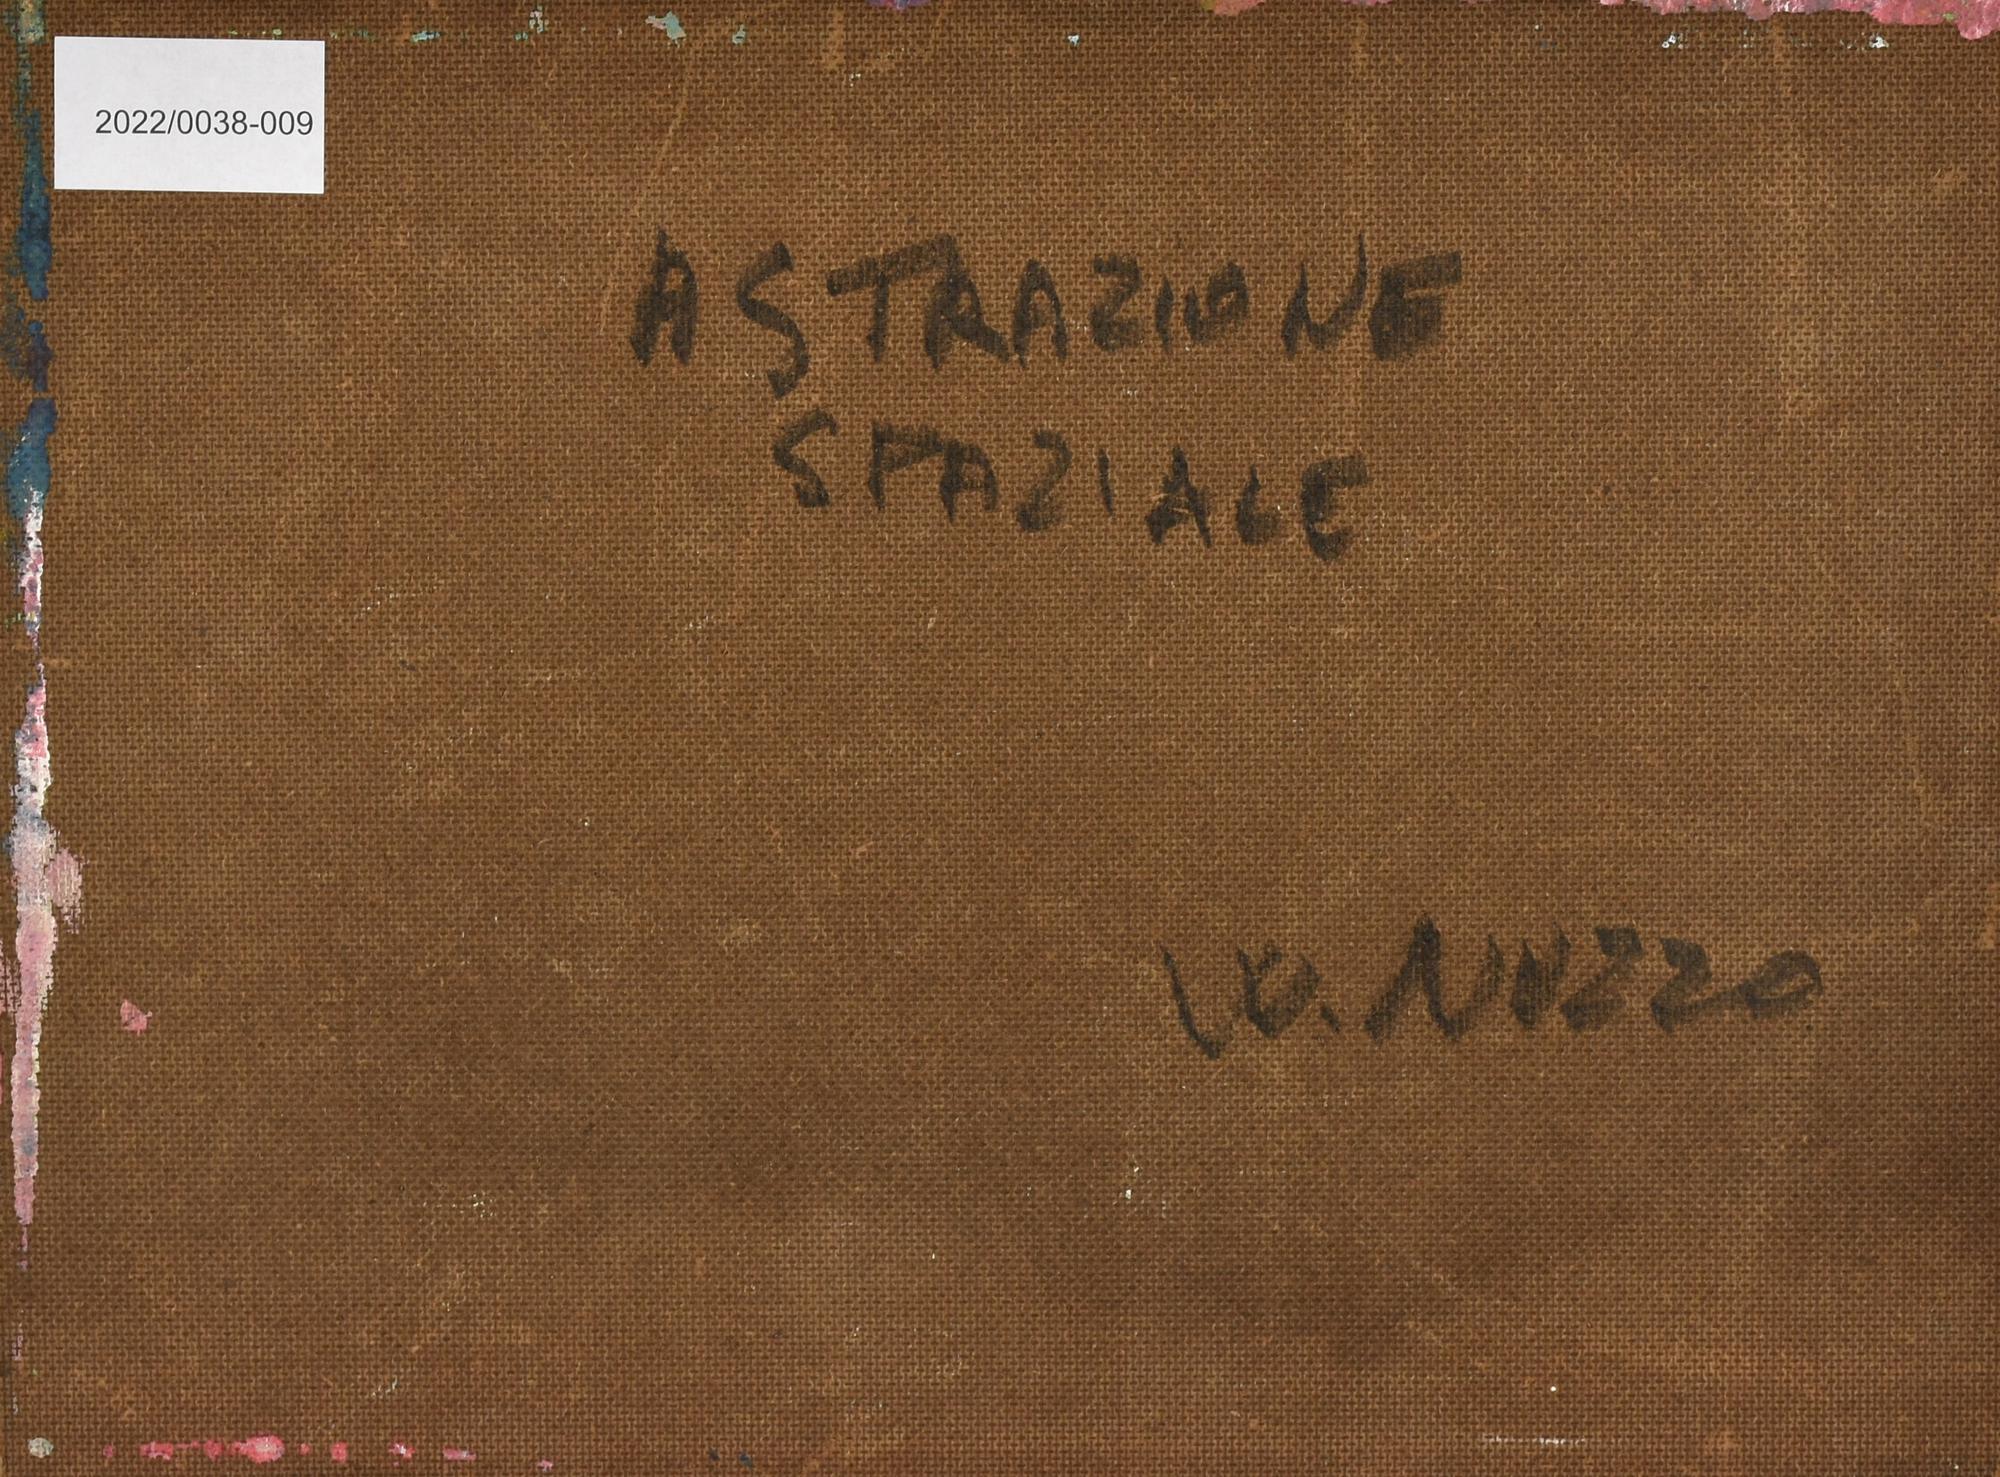 2022/0038-009
ASTRAZIONE
SPAZIALE
W. NUZZO